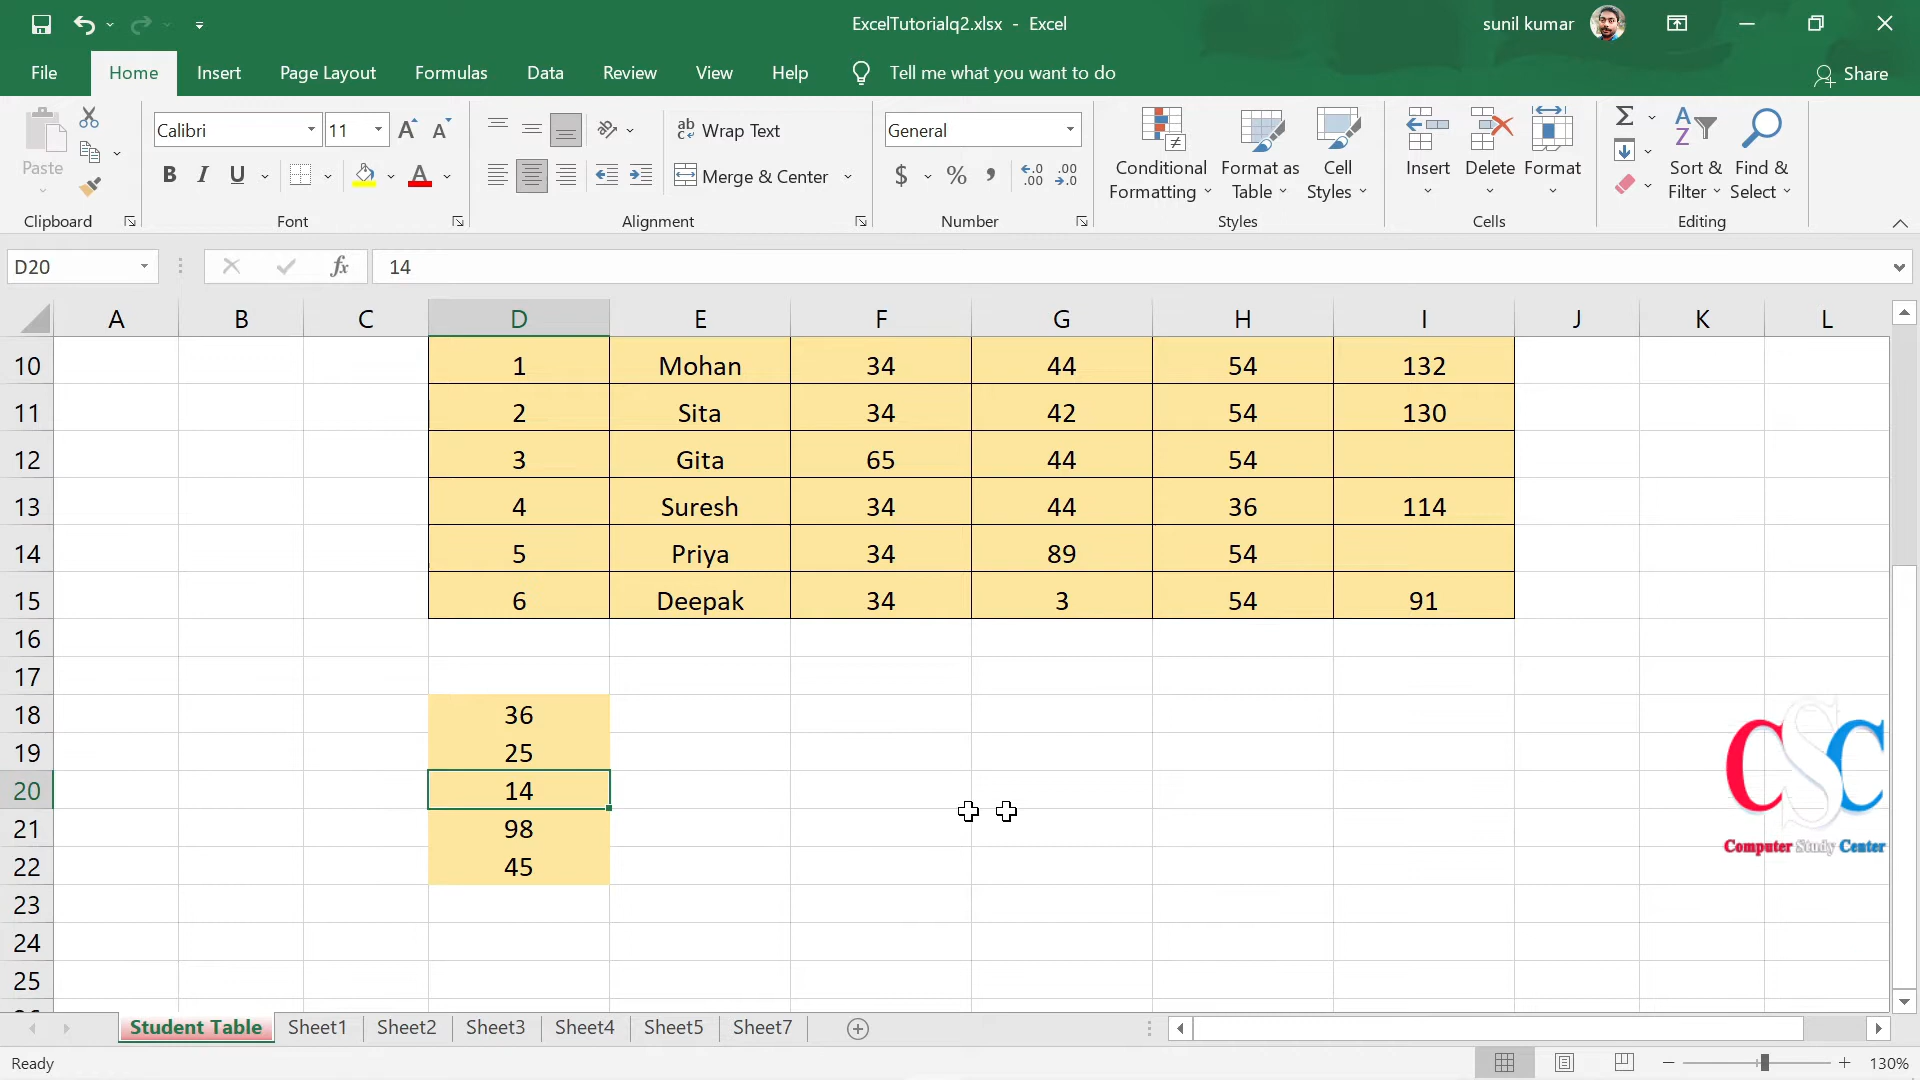 ExcelTutorialq2.xlsx - Excel
sunil kumar
File Home Insert Page Layout Formulas Data Review View Help Tell me what you want to do Share
Paste
Clipboard
Calibri 11
B I U A
Font
Wrap Text
Merge & Center
Alignment
General
$ % ,
Number
Conditional Formatting
Format as Table
Cell Styles
Styles
Insert Delete Format
Cells
Sort & Filter
Find & Select
Editing
D20 fx 14
A B C D E F G H I J K L
10 1 Mohan 34 44 54 132
11 2 Sita 34 42 54 130
12 3 Gita 65 44 54
13 4 Suresh 34 44 36 114
14 5 Priya 34 89 54
15 6 Deepak 34 3 54 91
16
17
18 36
19 25
20 14
21 98
22 45
23
24
25
CSC
Computer Study Center
Student Table Sheet1 Sheet2 Sheet3 Sheet4 Sheet5 Sheet7
Ready 130%